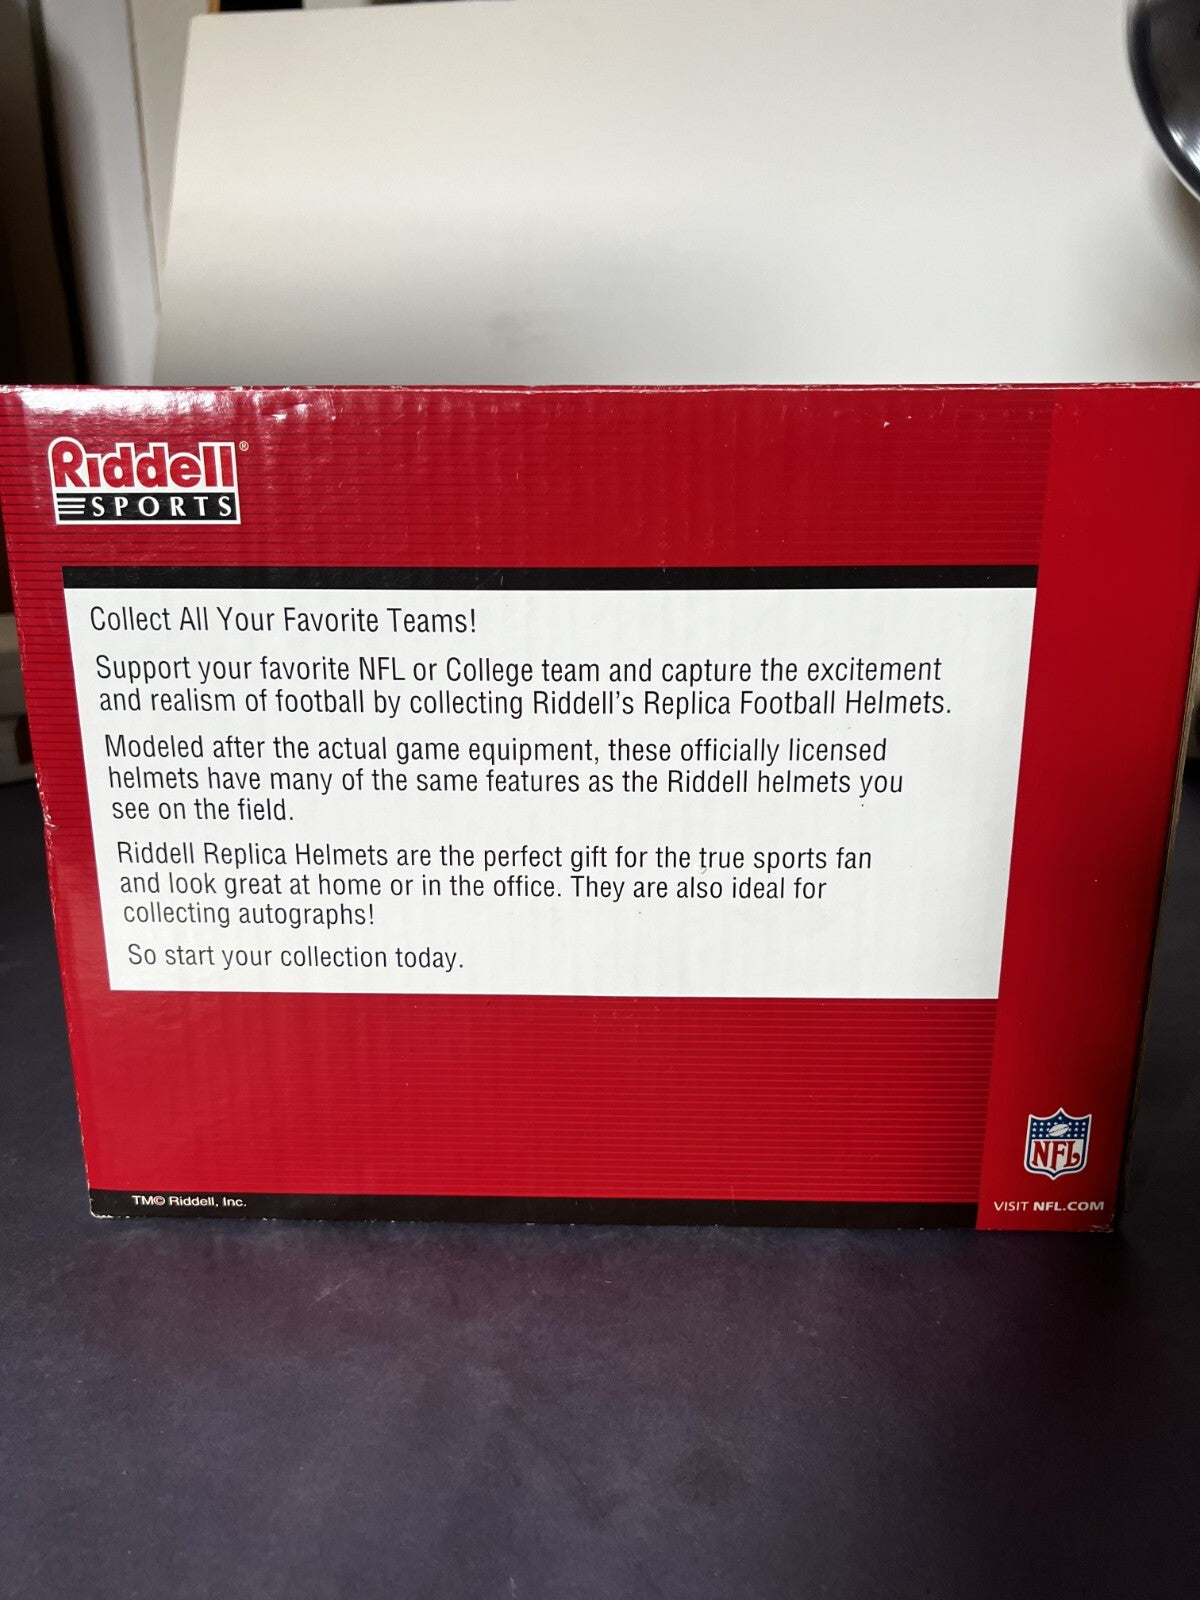 Riddell®
SPORTS
Collect All Your Favorite Teams!
Support your favorite NFL or College team and capture the excitement
and realism of football by collecting Riddell's Replica Football Helmets.
Modeled after the actual game equipment, these officially licensed
helmets have many of the same features as the Riddell helmets you
see on the field.
Riddell Replica Helmets are the perfect gift for the true sports fan
and look great at home or in the office. They are also ideal for
collecting autographs!
So start your collection today.
NFL
TM© Riddell, Inc.
VISIT NFL.COM